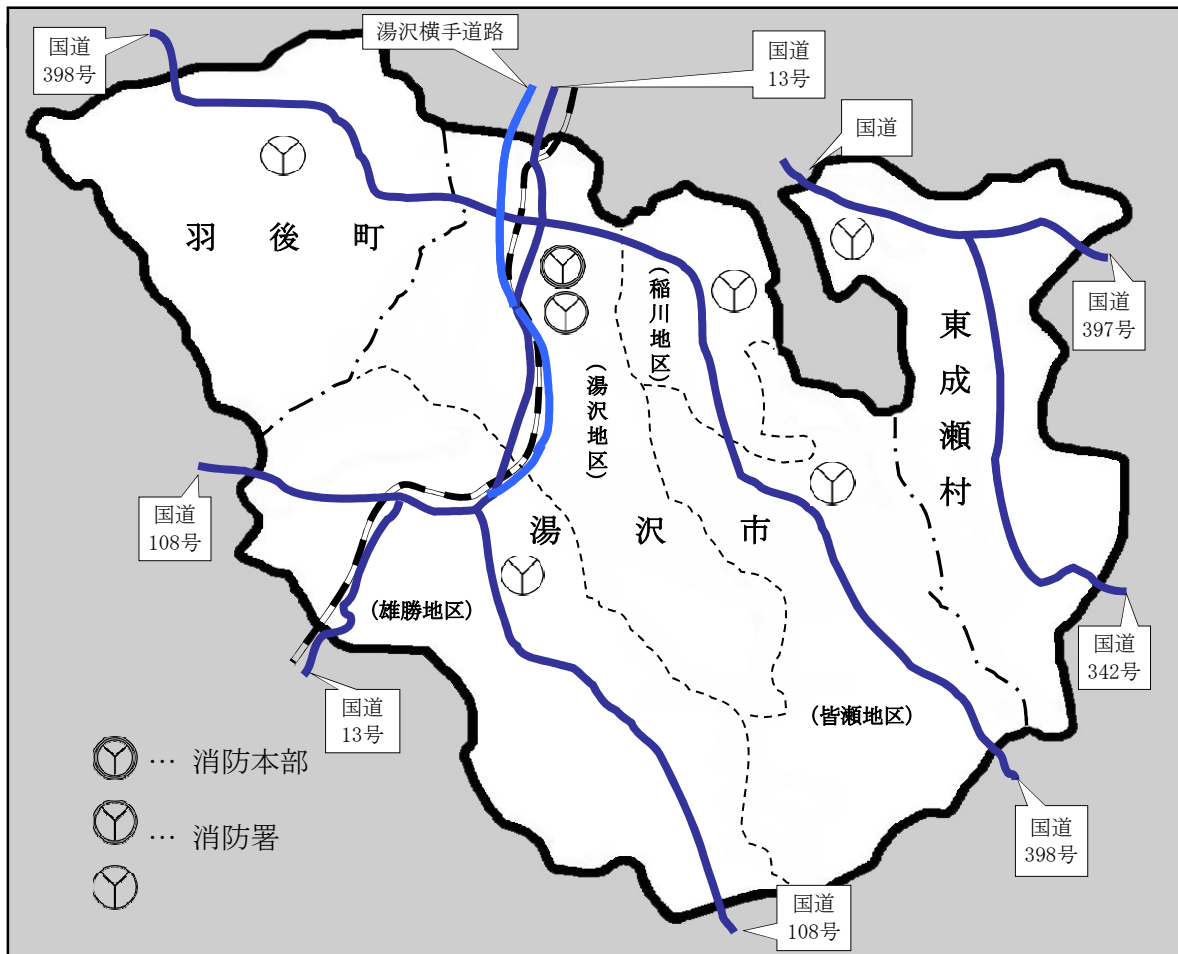 国道
398号
湯沢横手道路
国道
13号
国道
羽後町
(稲川地区)
国道
397号
東成瀬村
(湯沢地区)
国道
108号
湯沢市
(雄勝地区)
国道
342号
国道
13号
(皆瀬地区)
… 消防本部
… 消防署
国道
398号
国道
108号